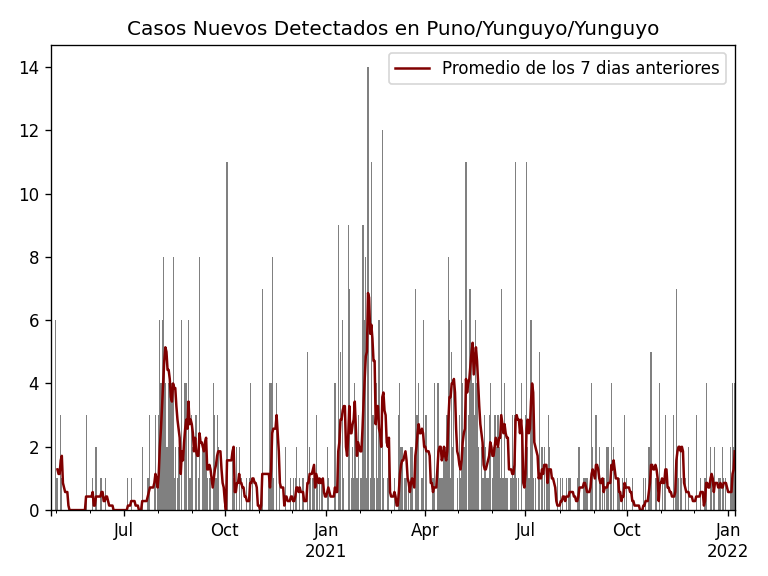 Casos Nuevos Detectados en Puno/Yunguyo/Yunguyo
Promedio de los 7 dias anteriores
14
12
10
8
6
4
2
0
Jul
Oct
Jan
2021
Apr
Jul
Oct
Jan
2022